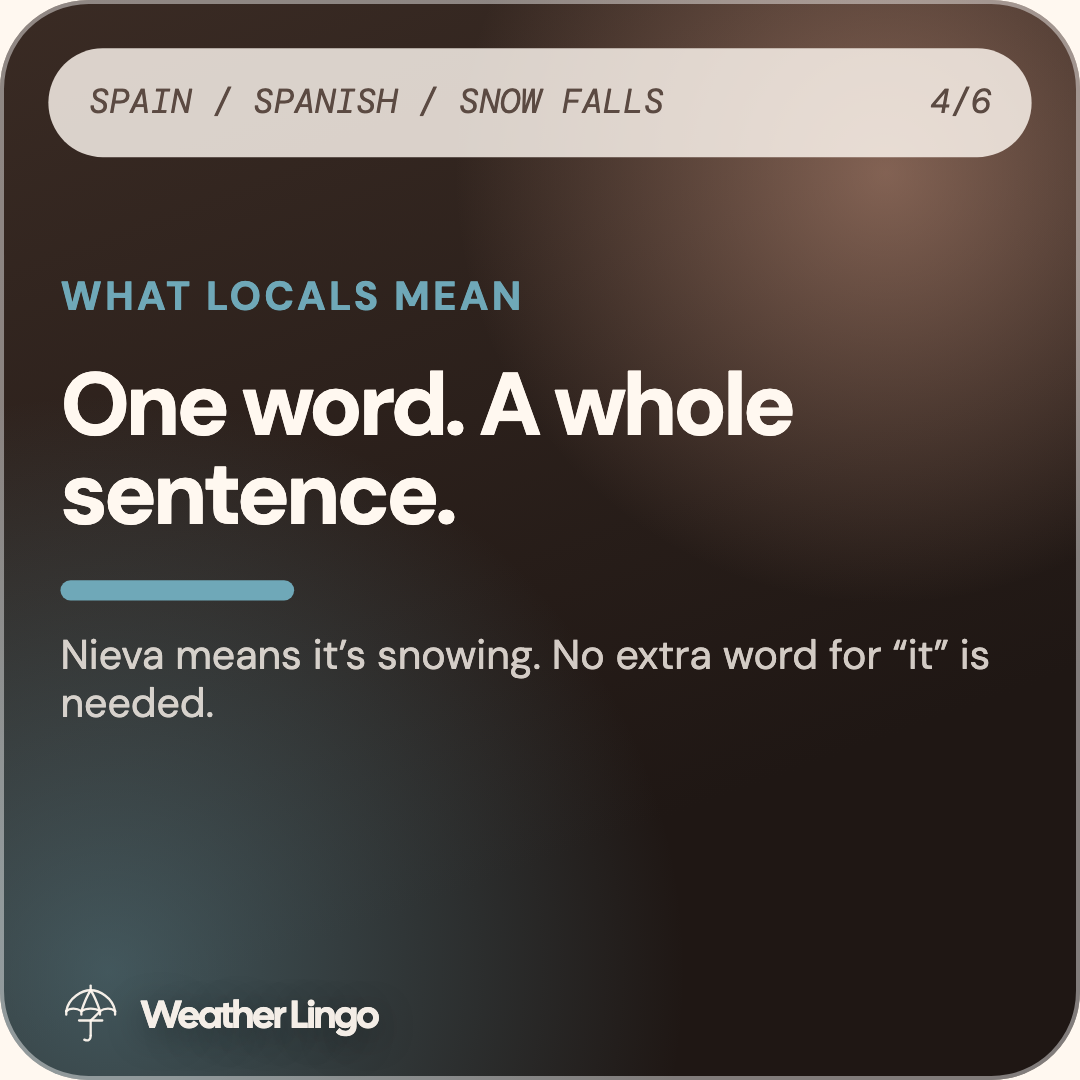 SPAIN / SPANISH / SNOW FALLS 4/6
WHAT LOCALS MEAN
One word. A whole
sentence.
Nieva means it’s snowing. No extra word for “it” is
needed.
Weather Lingo